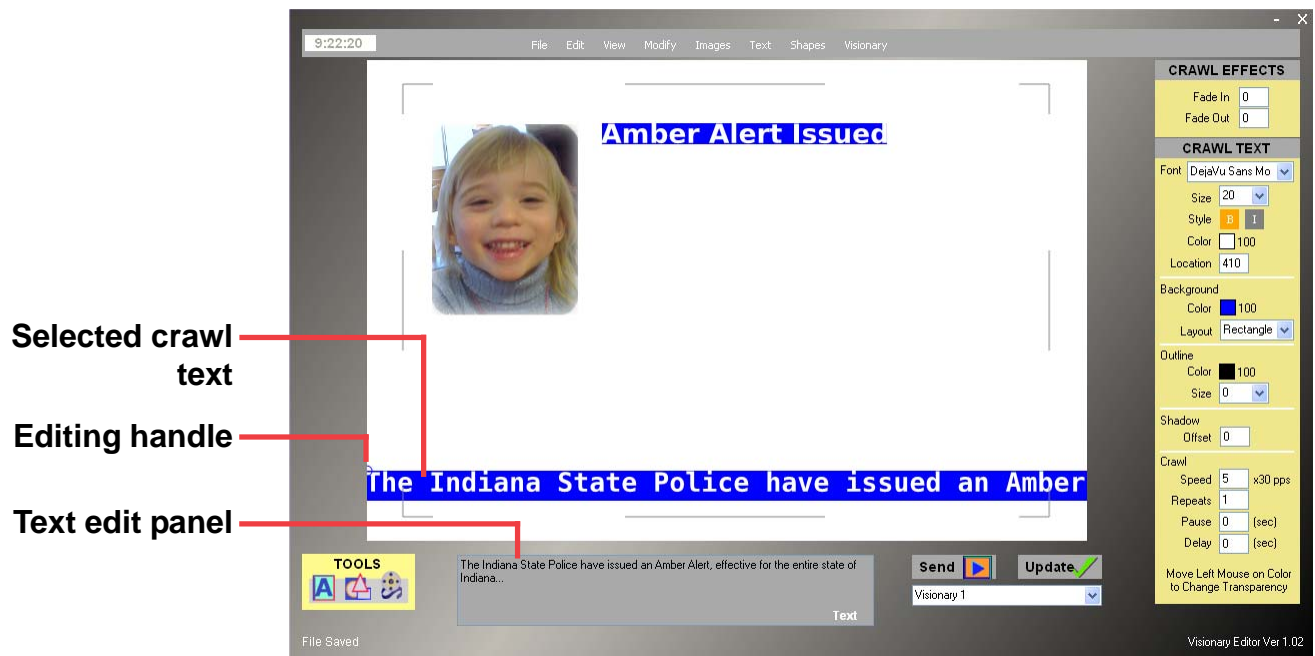 - X
9:22:20
File Edit View Modify Images Text Shapes Visionary
Amber Alert Issued
The Indiana State Police have issued an Amber
Selected crawl
text
Editing handle
Text edit panel
TOOLS
A
The Indiana State Police have issued an Amber Alert, effective for the entire state of
Indiana...
Text
Send
Update
Visionary 1
File Saved
CRAWL EFFECTS
Fade In 0
Fade Out 0
CRAWL TEXT
Font DejaVu Sans Mo
Size 20
Style B I
Color 100
Location 410
Background
Color 100
Layout Rectangle
Outline
Color 100
Size 0
Shadow
Offset 0
Crawl
Speed 5 x30 pps
Repeats 1
Pause 0 (sec)
Delay 0 (sec)
Move Left Mouse on Color
to Change Transparency
Visionary Editor Ver 1.02